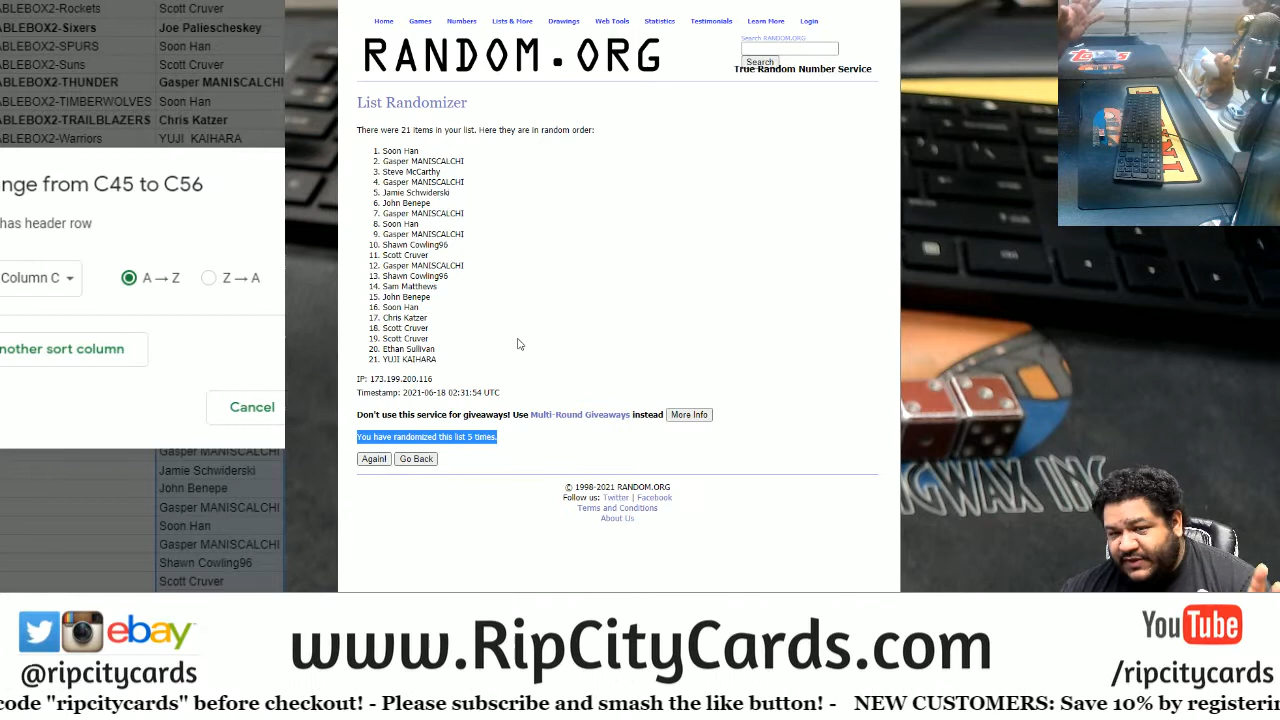 ABLEBOX2-Rockets Scott Cruver
ABLEBOX2-Sixers Joe Paliescheskey
ABLEBOX2-SPURS Soon Han
ABLEBOX2-Suns Scott Cruver
ABLEBOX2-THUNDER Gasper MANISCALCHI
ABLEBOX2-TIMBERWOLVES Soon Han
ABLEBOX2-TRAILBLAZERS Chris Katzer
ABLEBOX2-Warriors YUJI KAIHARA
nge from C45 to C56
has header row
Column C A → Z Z → A
nother sort column
Cancel
Gasper MANISCALCHI
Jamie Schwiderski
John Benepe
Gasper MANISCALCHI
Soon Han
Gasper MANISCALCHI
Shawn Cowling96
Scott Cruver
Home Games Numbers Lists & More Drawings Web Tools Statistics Testimonials Learn More Login
RANDOM.ORG
Search RANDOM.ORG
Search
True Random Number Service
List Randomizer
There were 21 items in your list. Here they are in random order:
1. Soon Han
2. Gasper MANISCALCHI
3. Steve McCarthy
4. Gasper MANISCALCHI
5. Jamie Schwiderski
6. John Benepe
7. Gasper MANISCALCHI
8. Soon Han
9. Gasper MANISCALCHI
10. Shawn Cowling96
11. Scott Cruver
12. Gasper MANISCALCHI
13. Shawn Cowling96
14. Sam Matthews
15. John Benepe
16. Soon Han
17. Chris Katzer
18. Scott Cruver
19. Scott Cruver
20. Ethan Sullivan
21. YUJI KAIHARA
IP: 173.199.200.116
Timestamp: 2021-06-18 02:31:54 UTC
Don't use this service for giveaways! Use Multi-Round Giveaways instead More Info
You have randomized this list 5 times.
Again! Go Back
© 1998-2021 RANDOM.ORG
Follow us: Twitter | Facebook
Terms and Conditions
About Us
GWAX INC
ebay
@ripcitycards
www.RipCityCards.com
YouTube
/ripcitycards
code "ripcitycards" before checkout! - Please subscribe and smash the like button! - NEW CUSTOMERS: Save 10% by registerin